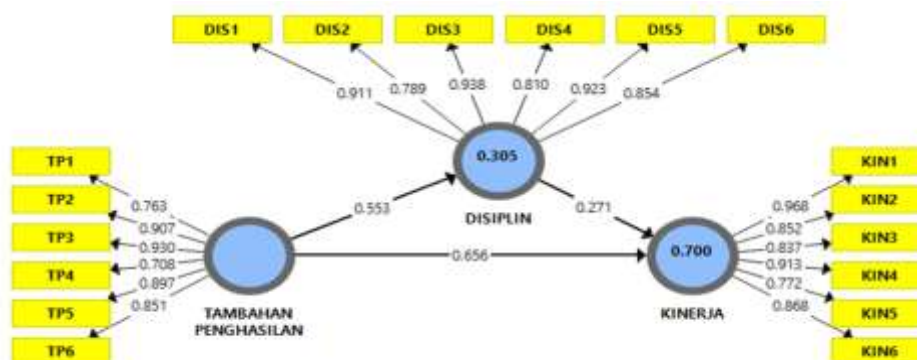 DIS1 DIS2 DIS3 DIS4 DIS5 DIS6
0.911 0.789 0.938 0.810 0.923 0.854
0.305
DISIPLIN
0.553 0.271
0.656
TP1
TP2
TP3
TP4
TP5
TP6
0.763
0.907
0.930
0.708
0.897
0.851
TAMBAHAN
PENGHASILAN
0.700
KINERJA
0.968
0.852
0.837
0.913
0.772
0.868
KIN1
KIN2
KIN3
KIN4
KIN5
KIN6